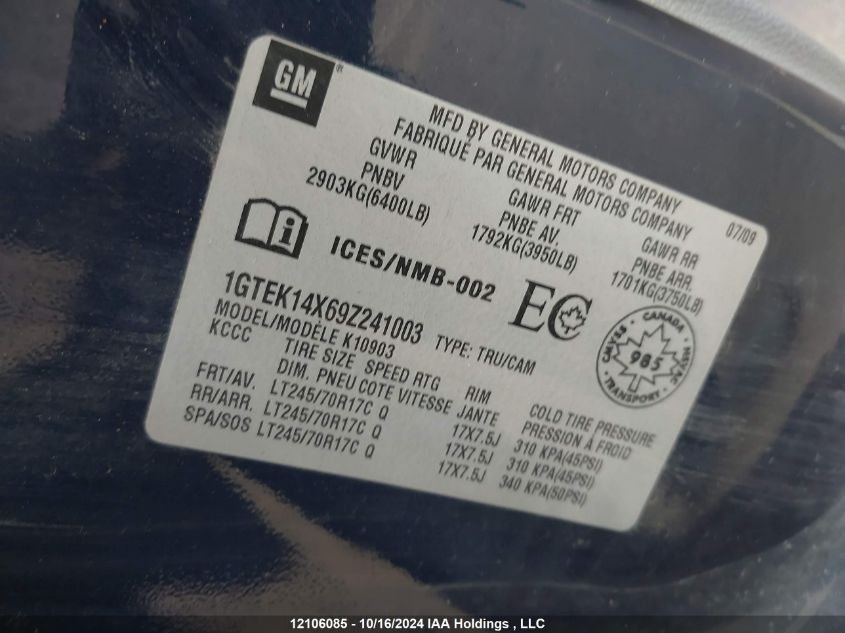 GM®
MFD BY GENERAL MOTORS COMPANY
FABRIQUÉ PAR GENERAL MOTORS COMPANY
07/09
GVWR GAWR FRT GAWR RR
PNBV PNBE AV. PNBE ARR.
2903KG(6400LB) 1792KG(3950LB) 1701KG(3750LB)
ICES/NMB-002
EC
CANADA
985
TRANSPORT
1GTEK14X69Z241003 TYPE: TRU/CAM
MODEL/MODÈLE K10903
KCCC
TIRE SIZE SPEED RTG RIM COLD TIRE PRESSURE
DIM. PNEU COTE VITESSE JANTE PRESSION À FROID
FRT/AV. LT245/70R17C Q 17X7.5J 310 KPA(45PSI)
RR/ARR. LT245/70R17C Q 17X7.5J 310 KPA(45PSI)
SPA/SOS LT245/70R17C Q 17X7.5J 340 KPA(50PSI)
12106085 - 10/16/2024 IAA Holdings , LLC